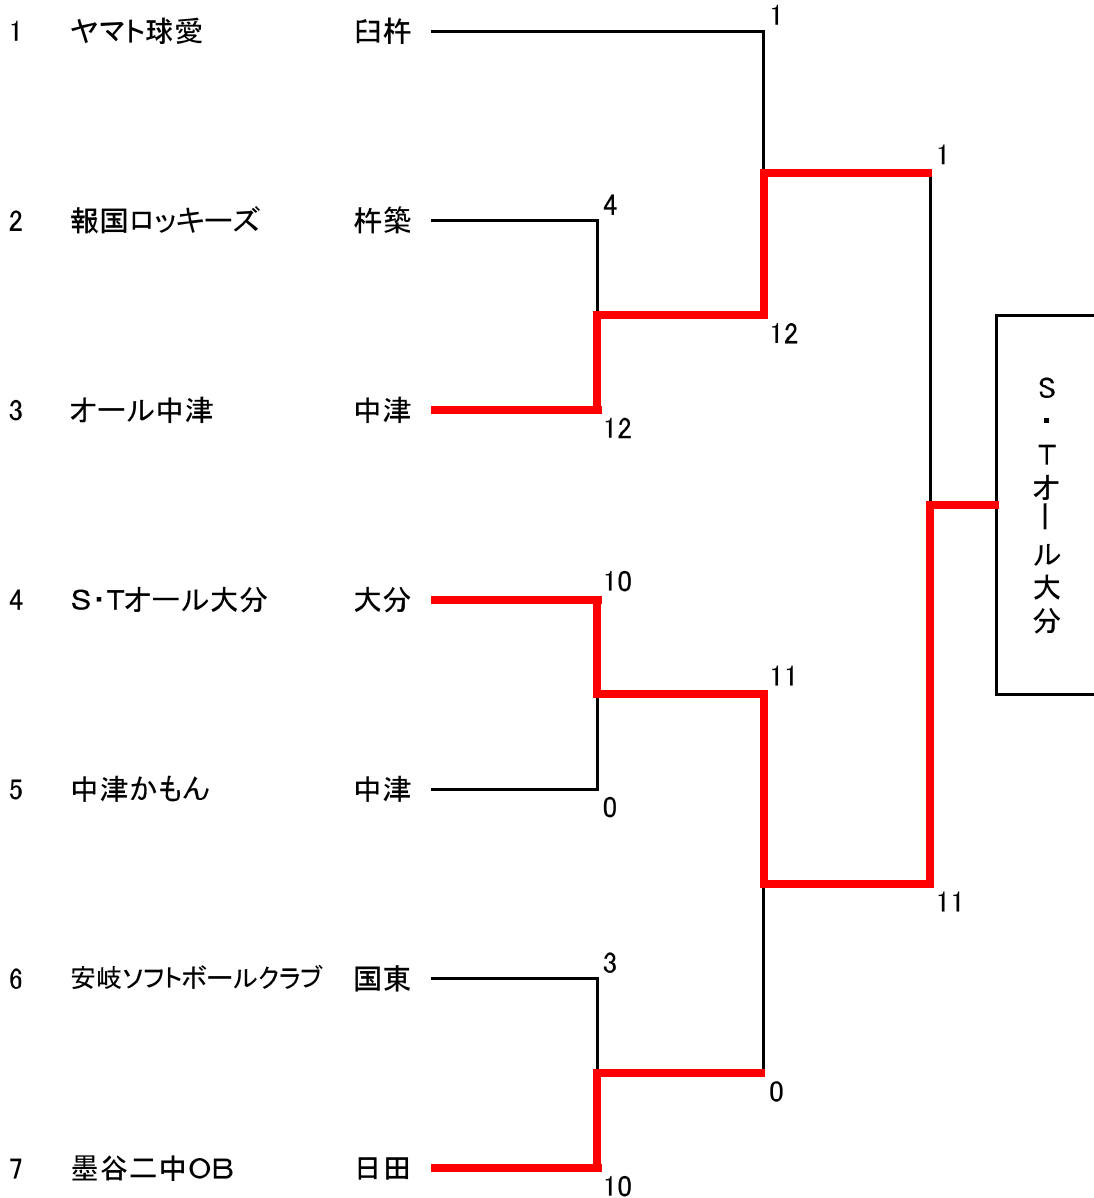 1 ヤマト球愛 臼杵
1
2 報国ロッキーズ 杵築
4
3 オール中津 中津
12
12
1
4 S・Tオール大分 大分
10
5 中津かもん 中津
0
11
6 安岐ソフトボールクラブ 国東
3
7 墨谷二中OB 日田
10
0
11
S・Tオール大分